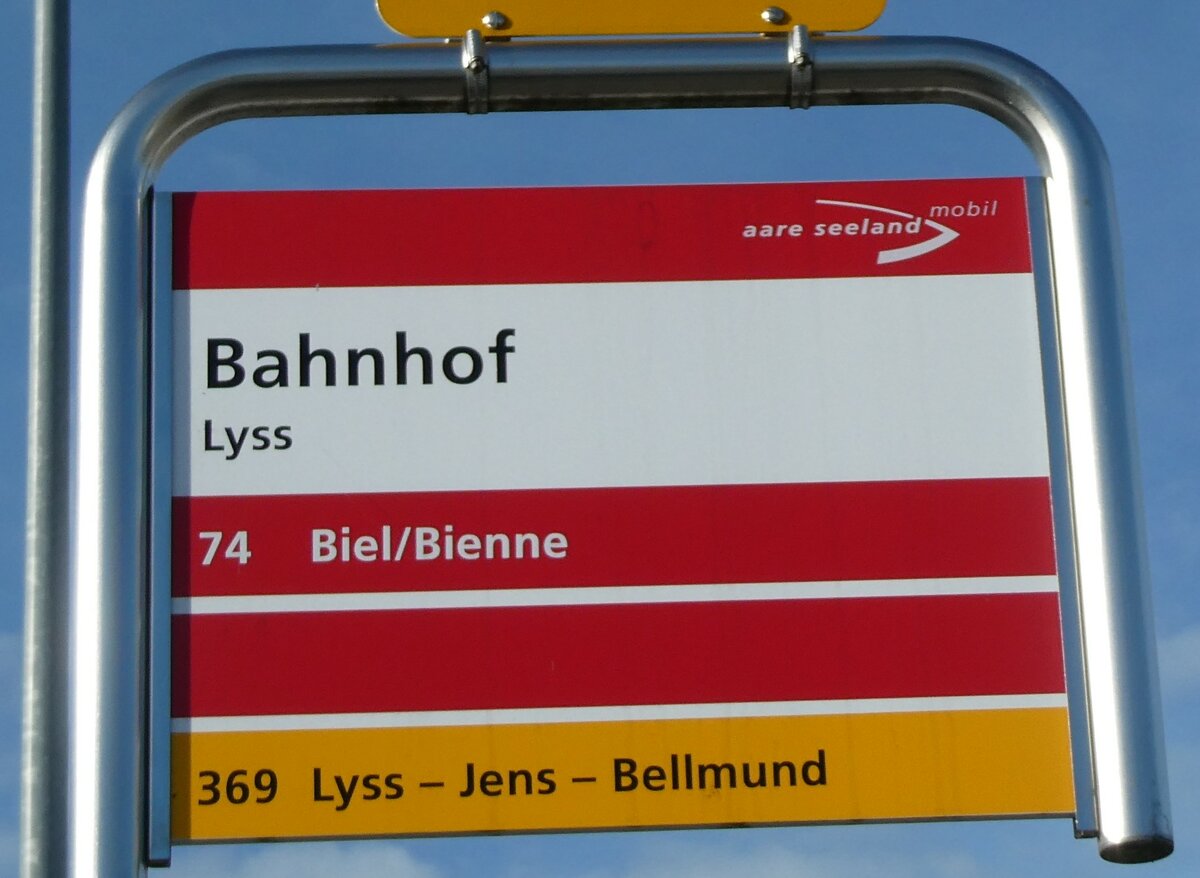 aare seeland mobil
Bahnhof
Lyss
74 Biel/Bienne
369 Lyss – Jens – Bellmund